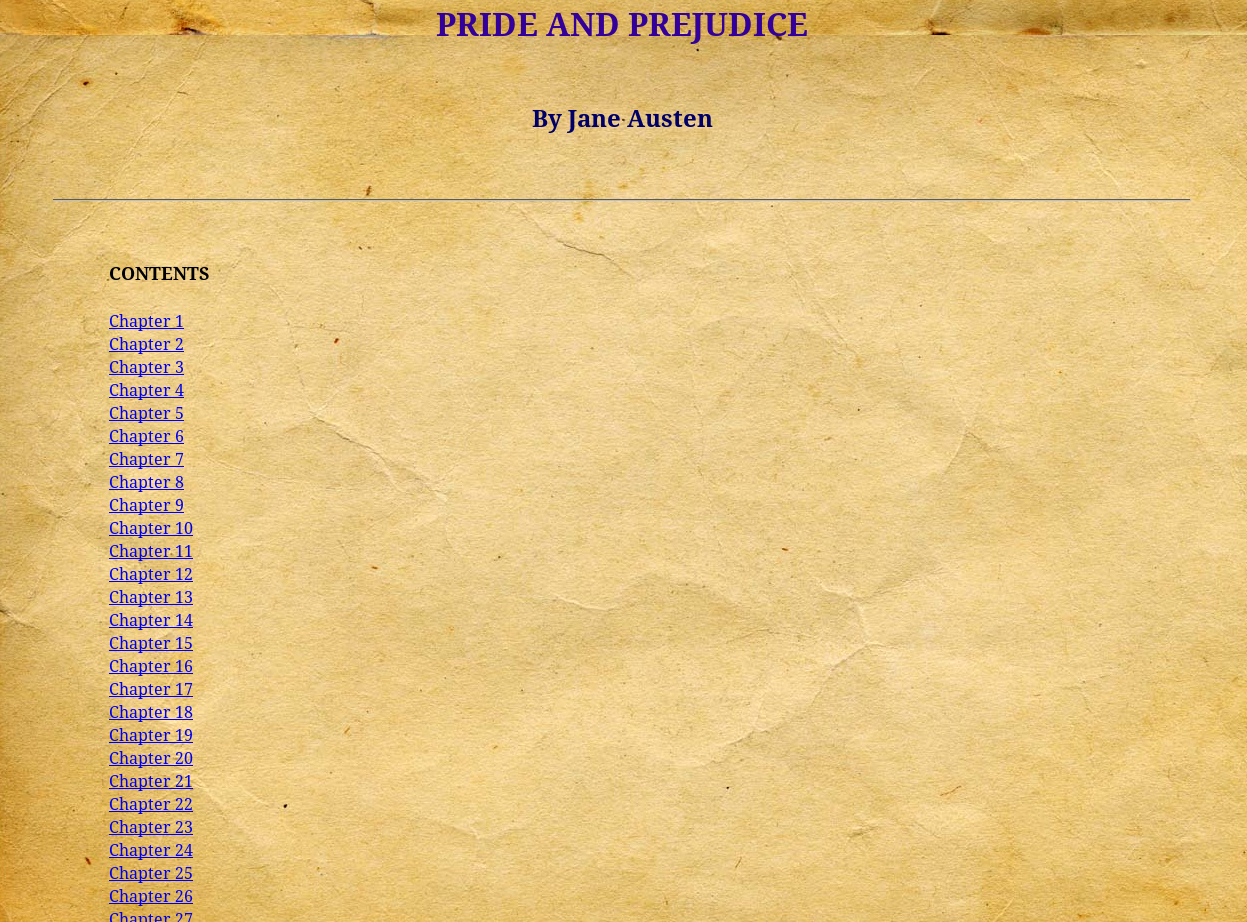 PRIDE AND PREJUDICE
By Jane Austen
CONTENTS
Chapter 1
Chapter 2
Chapter 3
Chapter 4
Chapter 5
Chapter 6
Chapter 7
Chapter 8
Chapter 9
Chapter 10
Chapter 11
Chapter 12
Chapter 13
Chapter 14
Chapter 15
Chapter 16
Chapter 17
Chapter 18
Chapter 19
Chapter 20
Chapter 21
Chapter 22
Chapter 23
Chapter 24
Chapter 25
Chapter 26
Chapter 27